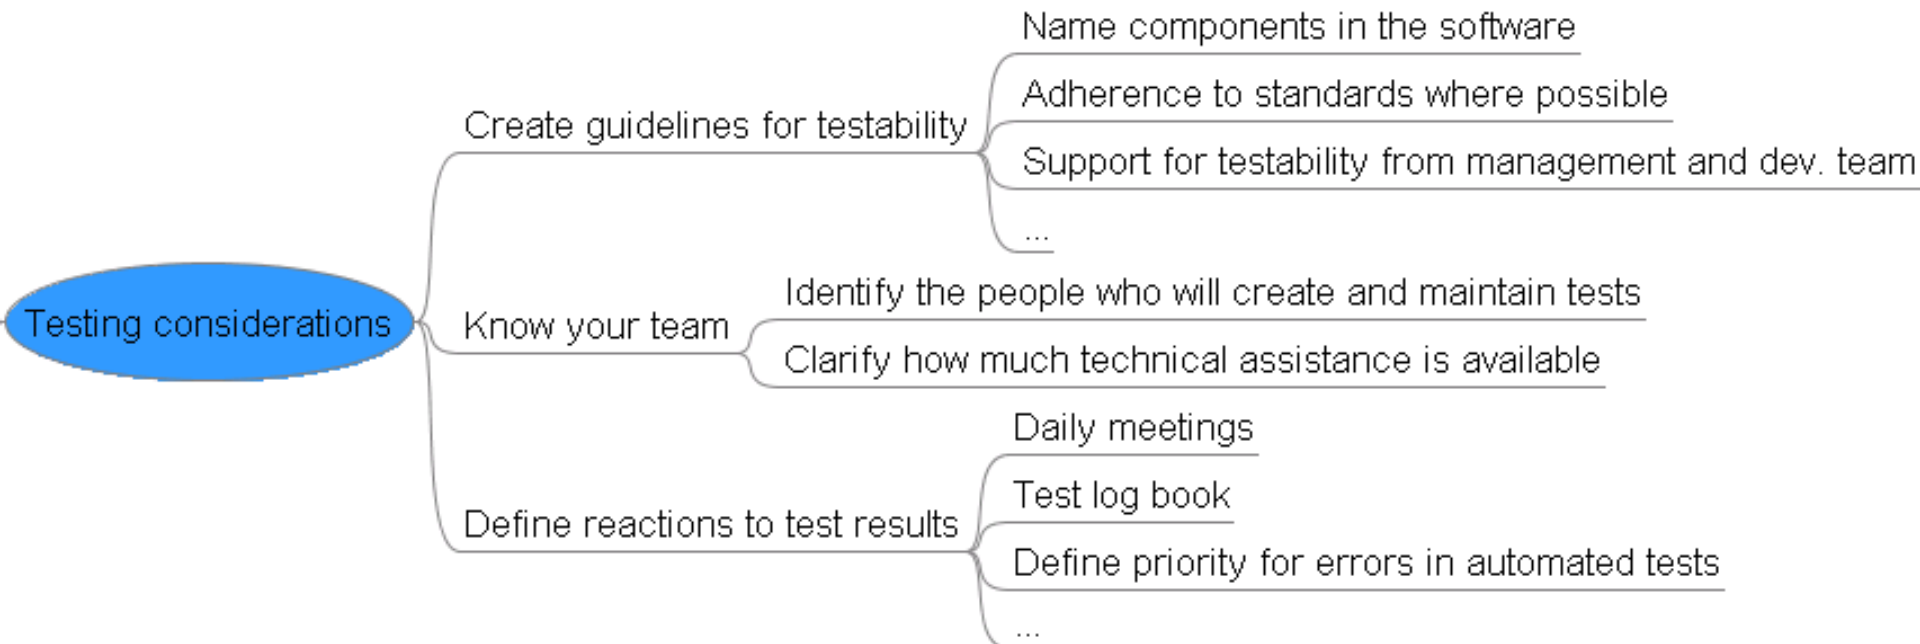 Name components in the software
Adherence to standards where possible
Create guidelines for testability
Support for testability from management and dev. team
...
Identify the people who will create and maintain tests
Testing considerations
Know your team
Clarify how much technical assistance is available
Daily meetings
Test log book
Define reactions to test results
Define priority for errors in automated tests
...